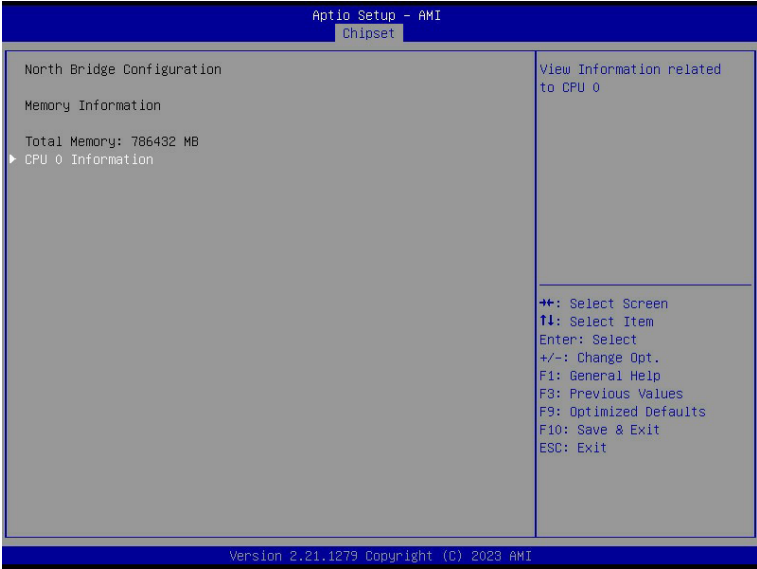 Aptio Setup – AMI
Chipset
North Bridge Configuration
Memory Information
Total Memory: 786432 MB
CPU 0 Information
View Information related
to CPU 0
→←: Select Screen
↑↓: Select Item
Enter: Select
+/-: Change Opt.
F1: General Help
F3: Previous Values
F9: Optimized Defaults
F10: Save & Exit
ESC: Exit
Version 2.21.1279 Copyright (C) 2023 AMI